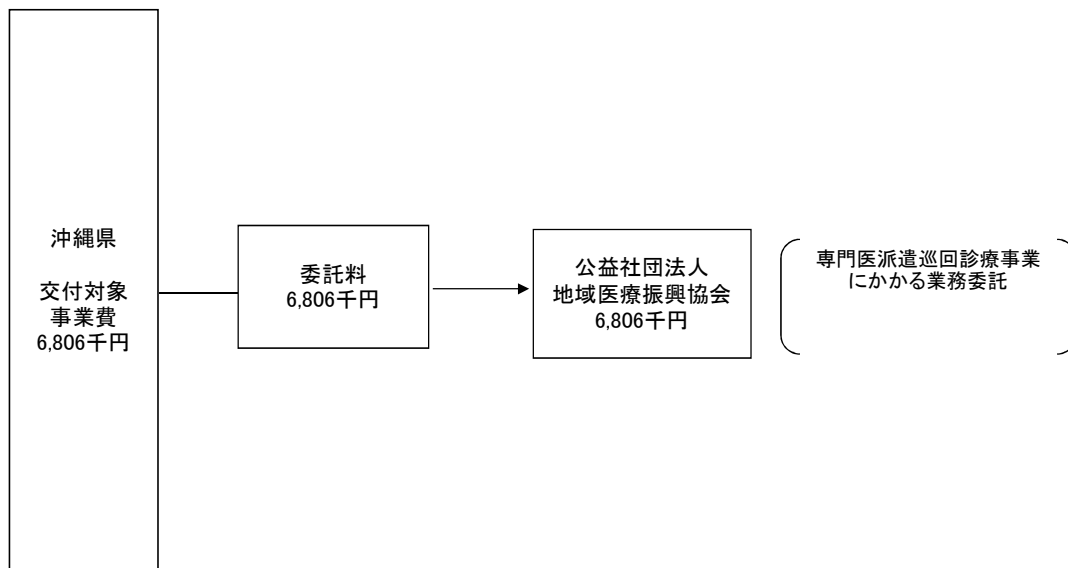 沖縄県
交付対象
事業費
6,806千円
委託料
6,806千円
公益社団法人
地域医療振興協会
6,806千円
専門医派遣巡回診療事業
にかかる業務委託